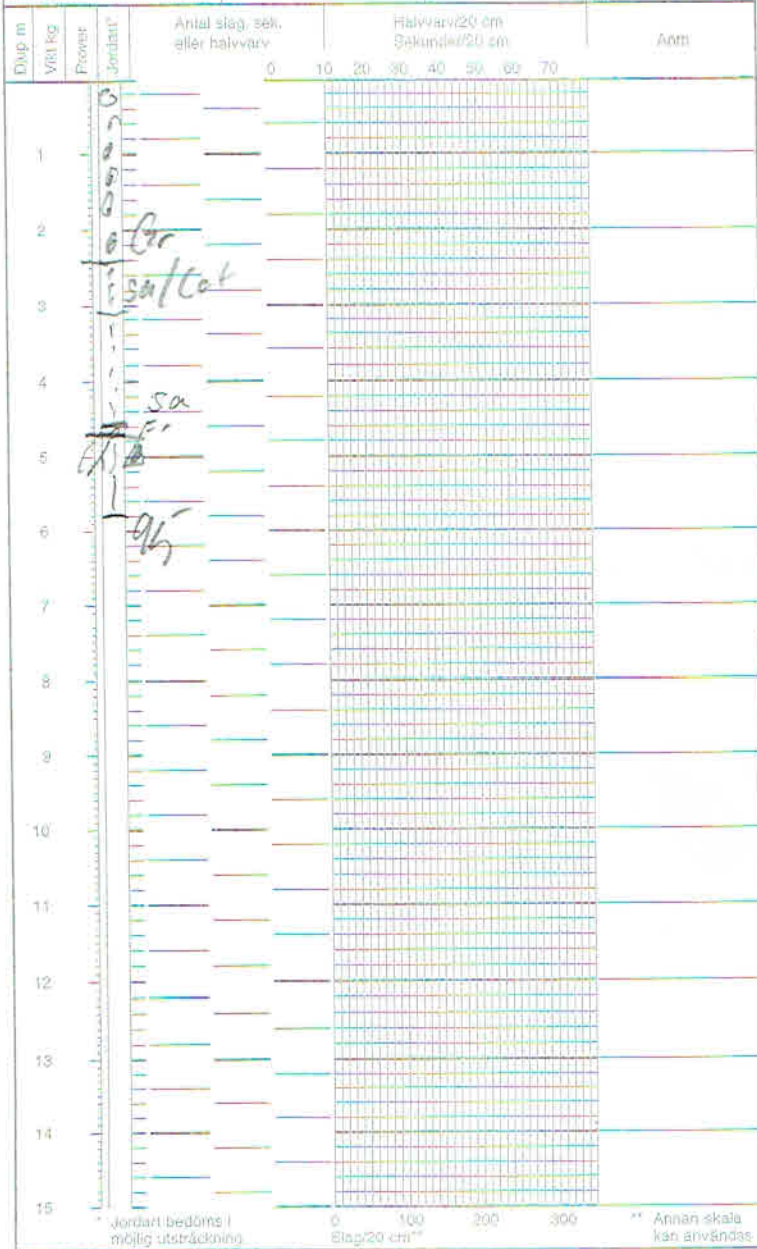 Djup m
Vikt kg
Prover
Jordart*
Antal slag, sek.
eller halvvarv
Halvvarv/20 cm
Sekunder/20 cm
Anm
0 10 20 30 40 50 60 70
1
2
Gr
sa/
3
4
sa
5
6
7
8
9
10
11
12
13
14
15
* Jordart bedöms i
möjlig utsträckning
0 100 200 300
Slag/20 cm**
** Annan skala
kan användas